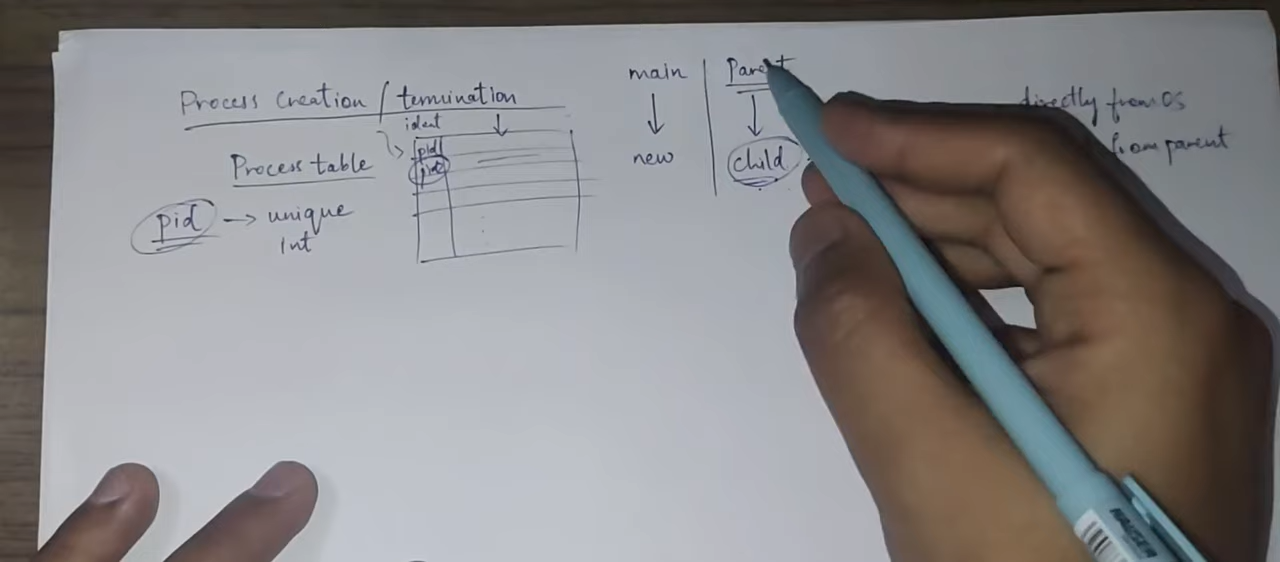 Process Creation / termination
ident
pid
pid
Process table
pid → unique
int
main
↓
new
Parent
↓
child
directly from OS
from parent